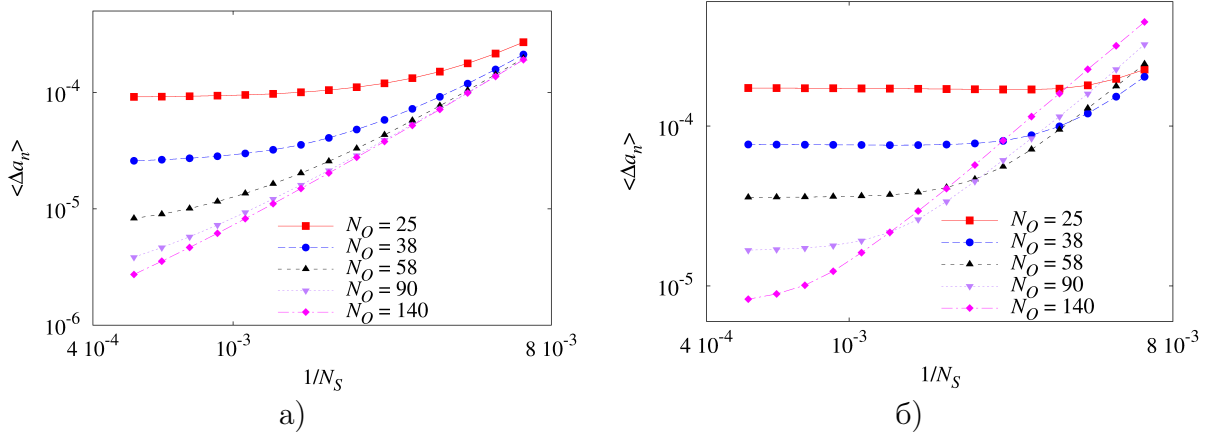 10^-4
10^-5
10^-6
<Δa_n>
4 10^-4
10^-3
8 10^-3
1/N_S
N_O = 25
N_O = 38
N_O = 58
N_O = 90
N_O = 140
а)
10^-4
10^-5
<Δa_n>
4 10^-4
10^-3
8 10^-3
1/N_S
N_O = 25
N_O = 38
N_O = 58
N_O = 90
N_O = 140
б)